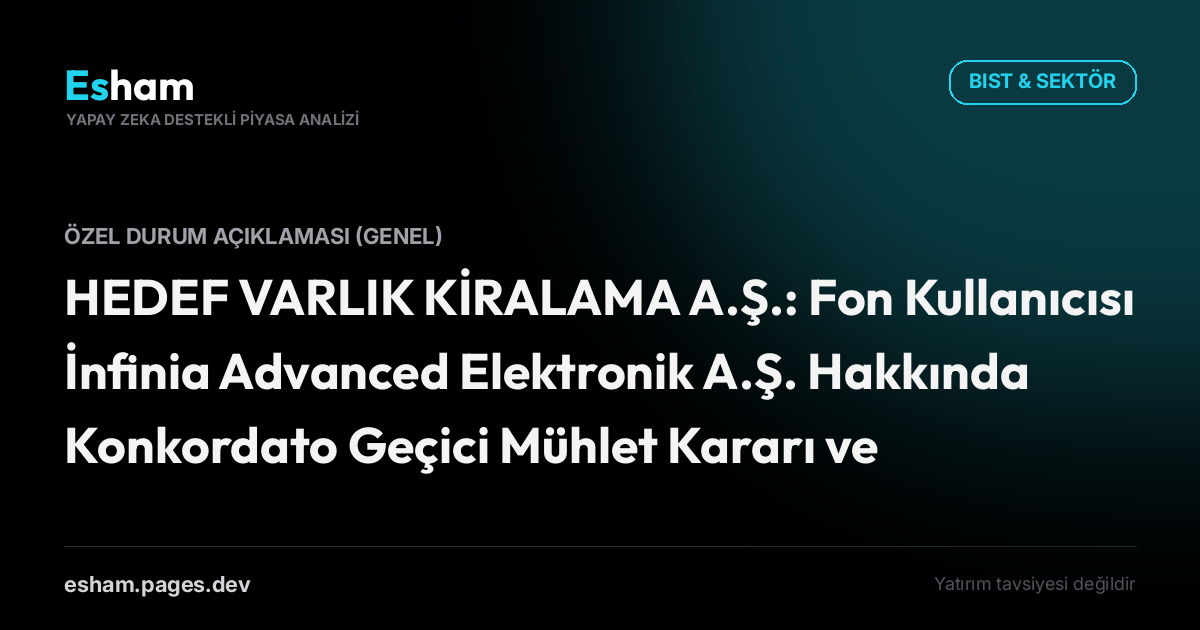 Esham
BIST & SEKTÖR
YAPAY ZEKA DESTEKLİ PİYASA ANALİZİ
ÖZEL DURUM AÇIKLAMASI (GENEL)
HEDEF VARLIK KİRALAMA A.Ş.: Fon Kullanıcısı
İnfinia Advanced Elektronik A.Ş. Hakkında
Konkordato Geçici Mühlet Kararı ve
esham.pages.dev
Yatırım tavsiyesi değildir